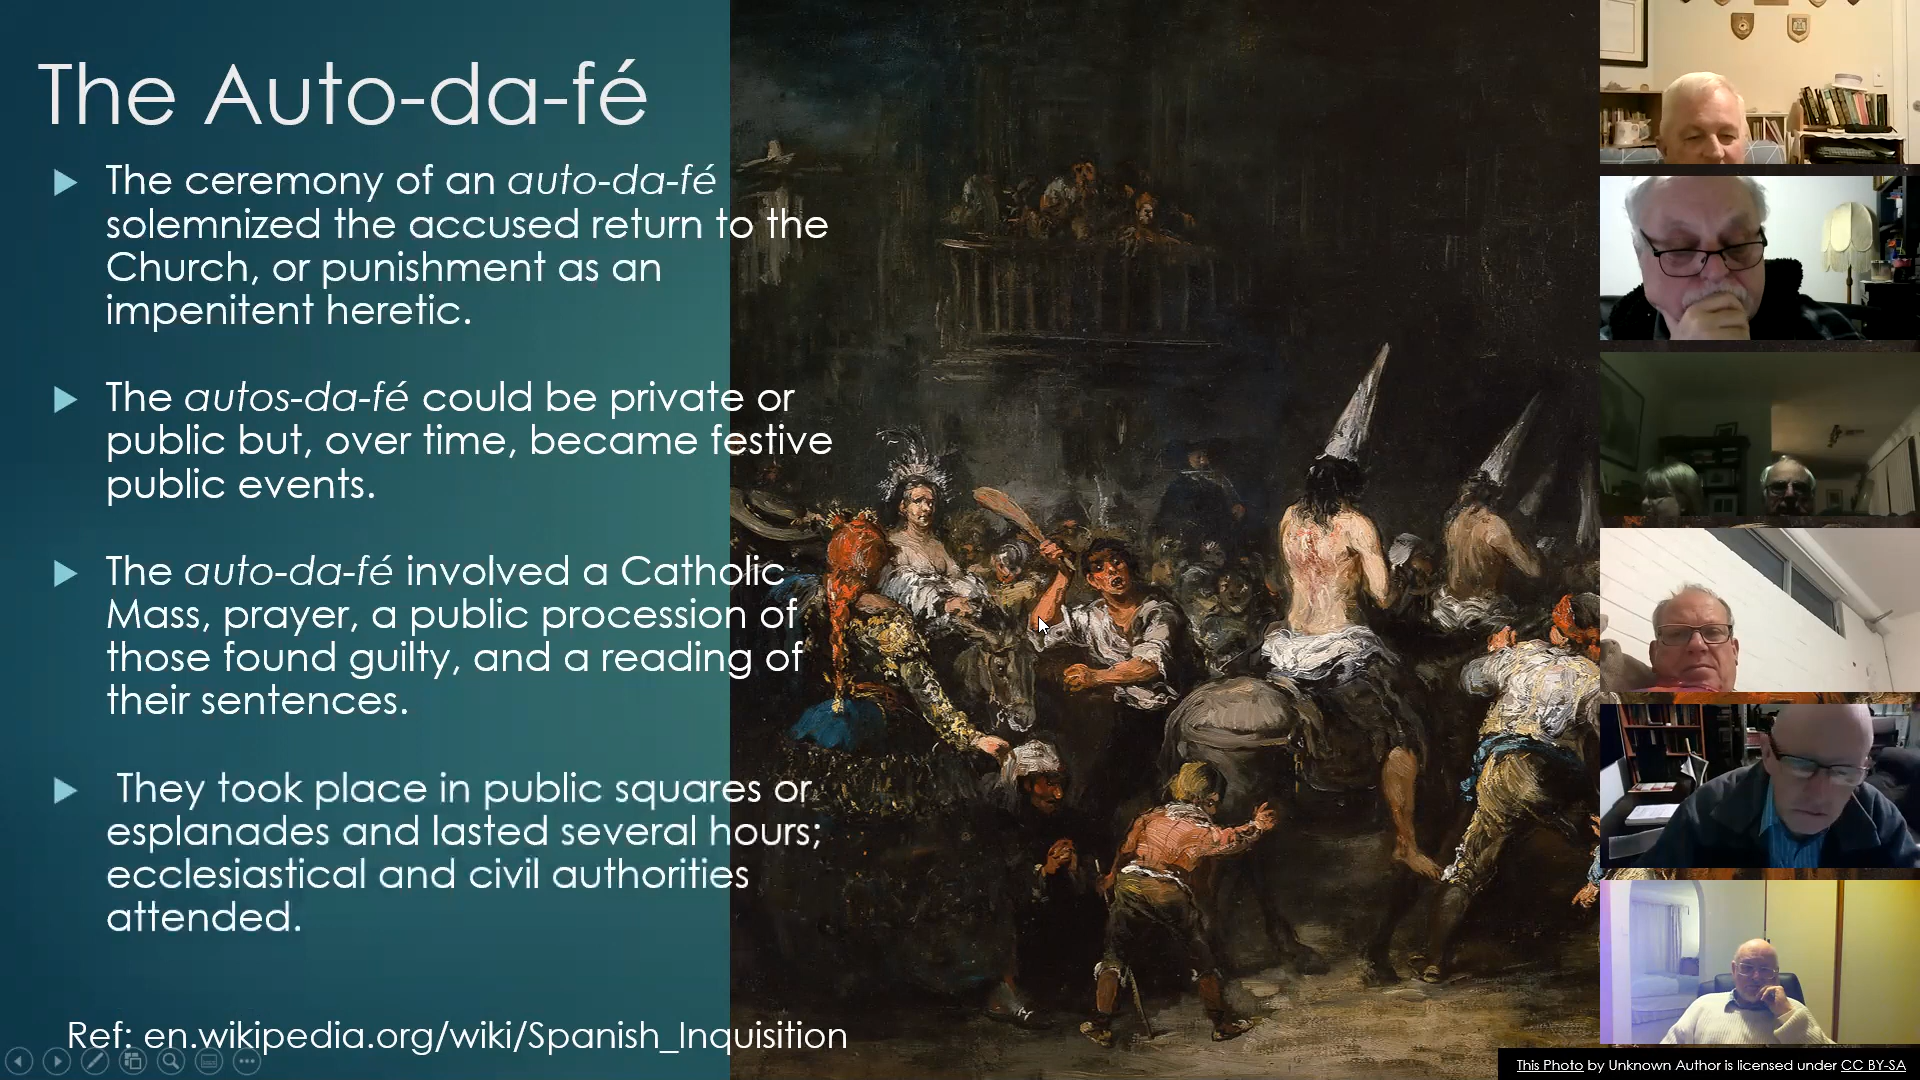 The Auto-da-fé
The ceremony of an auto-da-fé
solemnized the accused return to the
Church, or punishment as an
impenitent heretic.
The autos-da-fé could be private or
public but, over time, became festive
public events.
The auto-da-fé involved a Catholic
Mass, prayer, a public procession of
those found guilty, and a reading of
their sentences.
They took place in public squares or
esplanades and lasted several hours;
ecclesiastical and civil authorities
attended.
Ref: en.wikipedia.org/wiki/Spanish_Inquisition
This Photo by Unknown Author is licensed under CC BY-SA